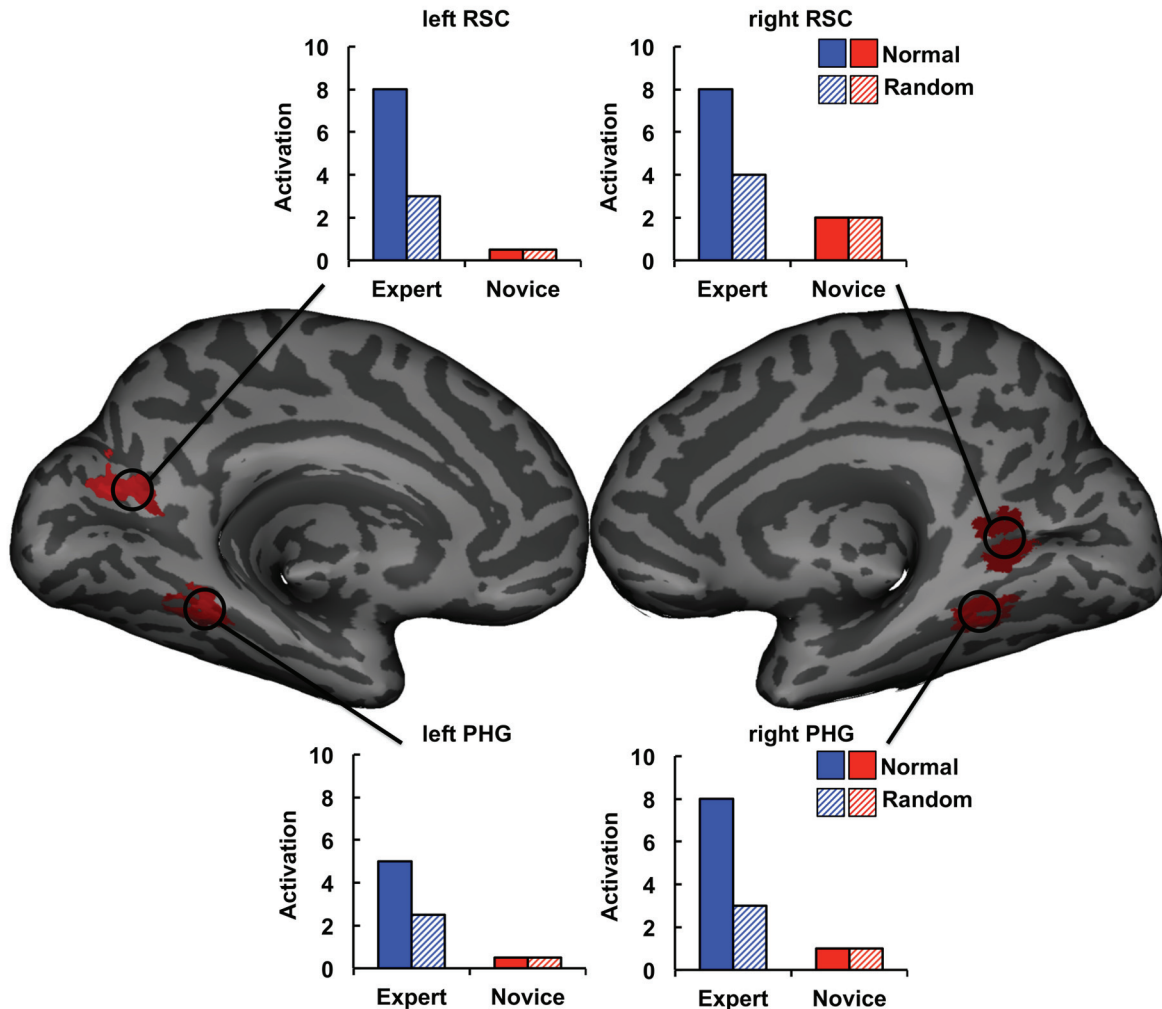 left RSC
right RSC
Normal
Random
Activation
10
8
6
4
2
0
Expert
Novice
Activation
10
8
6
4
2
0
Expert
Novice
left PHG
right PHG
Normal
Random
Activation
10
8
6
4
2
0
Expert
Novice
Activation
10
8
6
4
2
0
Expert
Novice